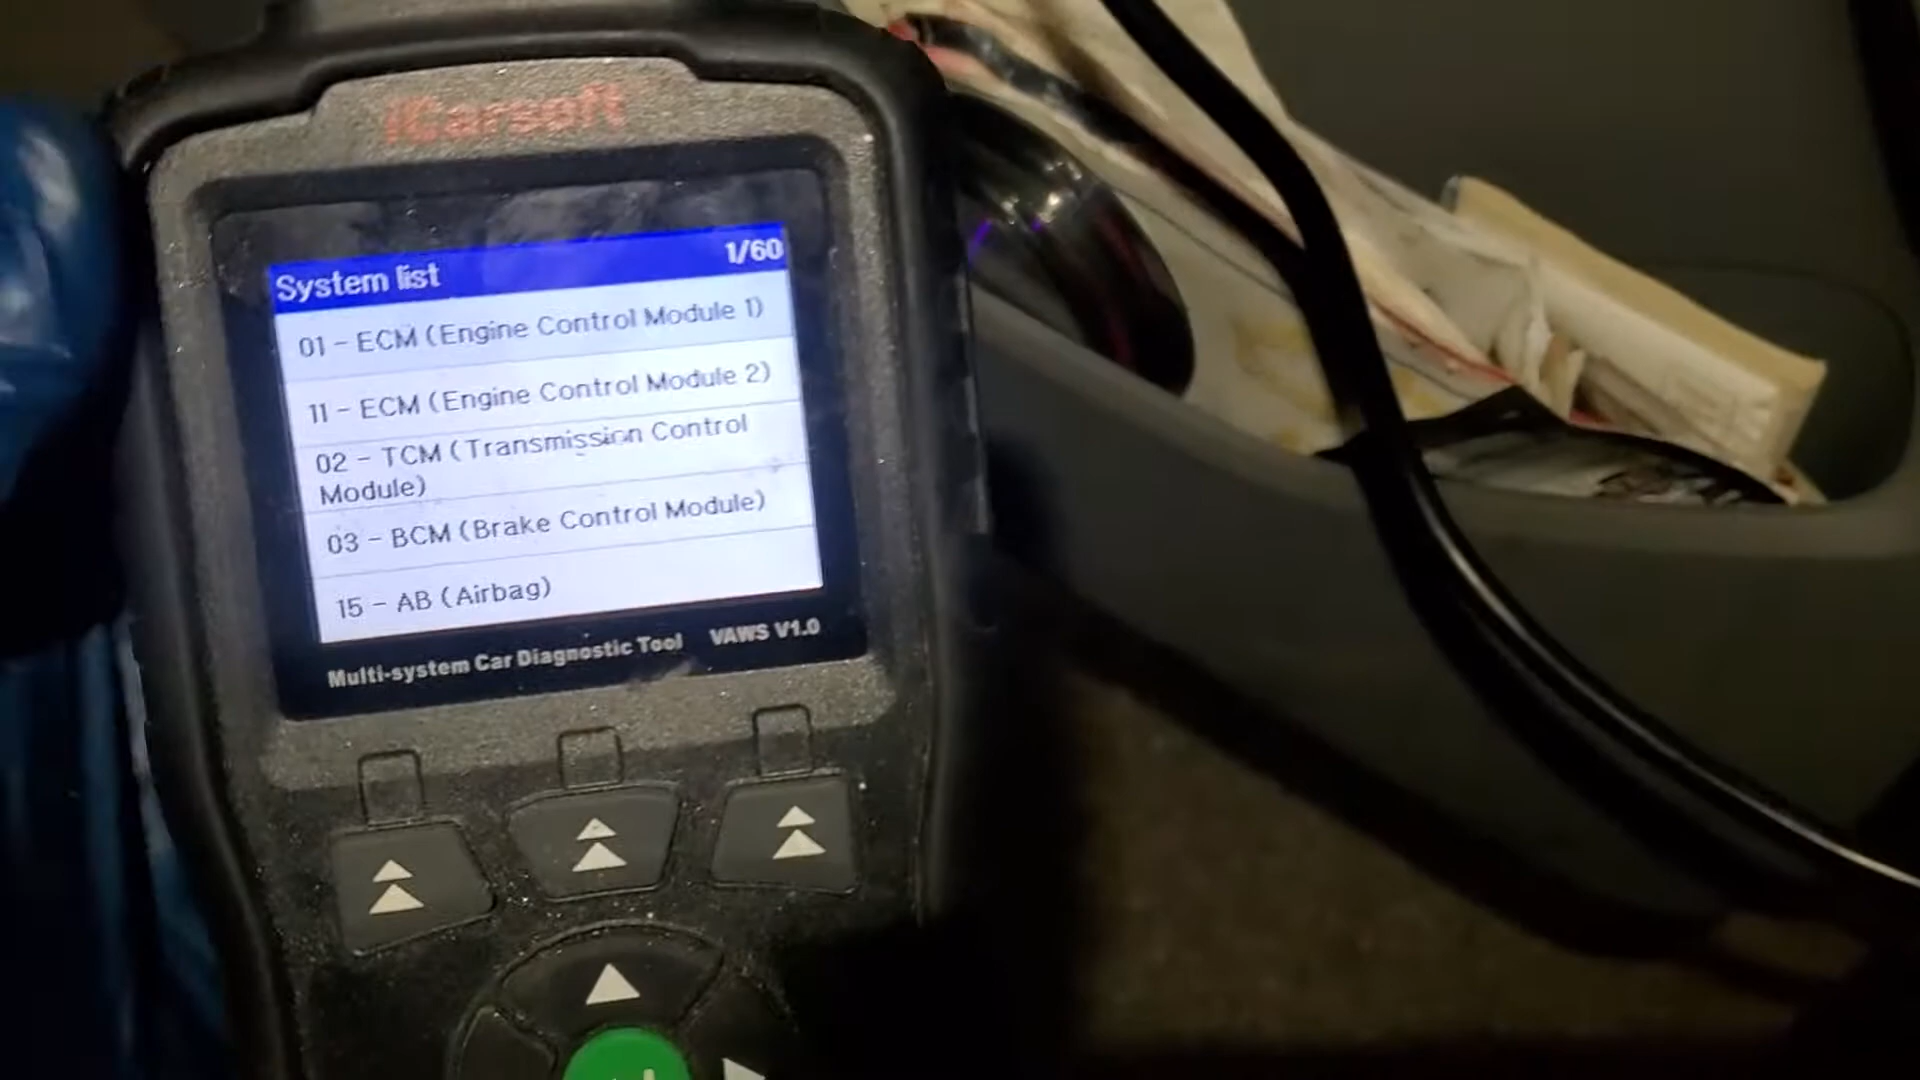 iCarsoft
System list 1/60
01 - ECM (Engine Control Module 1)
11 - ECM (Engine Control Module 2)
02 - TCM (Transmission Control
Module)
03 - BCM (Brake Control Module)
15 - AB (Airbag)
Multi-system Car Diagnostic Tool VAWS V1.0